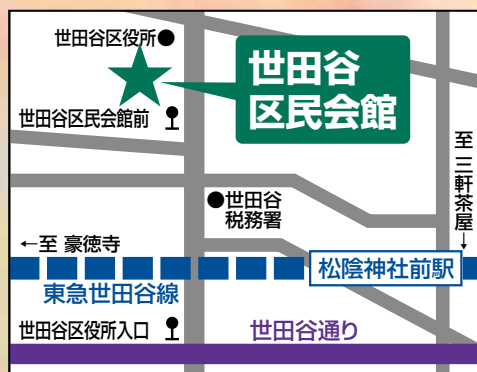 世田谷区役所●
世田谷
区民会館
世田谷区民会館前
至 三軒茶屋→
●世田谷
税務署
←至 豪徳寺
松陰神社前駅
東急世田谷線
世田谷区役所入口
世田谷通り